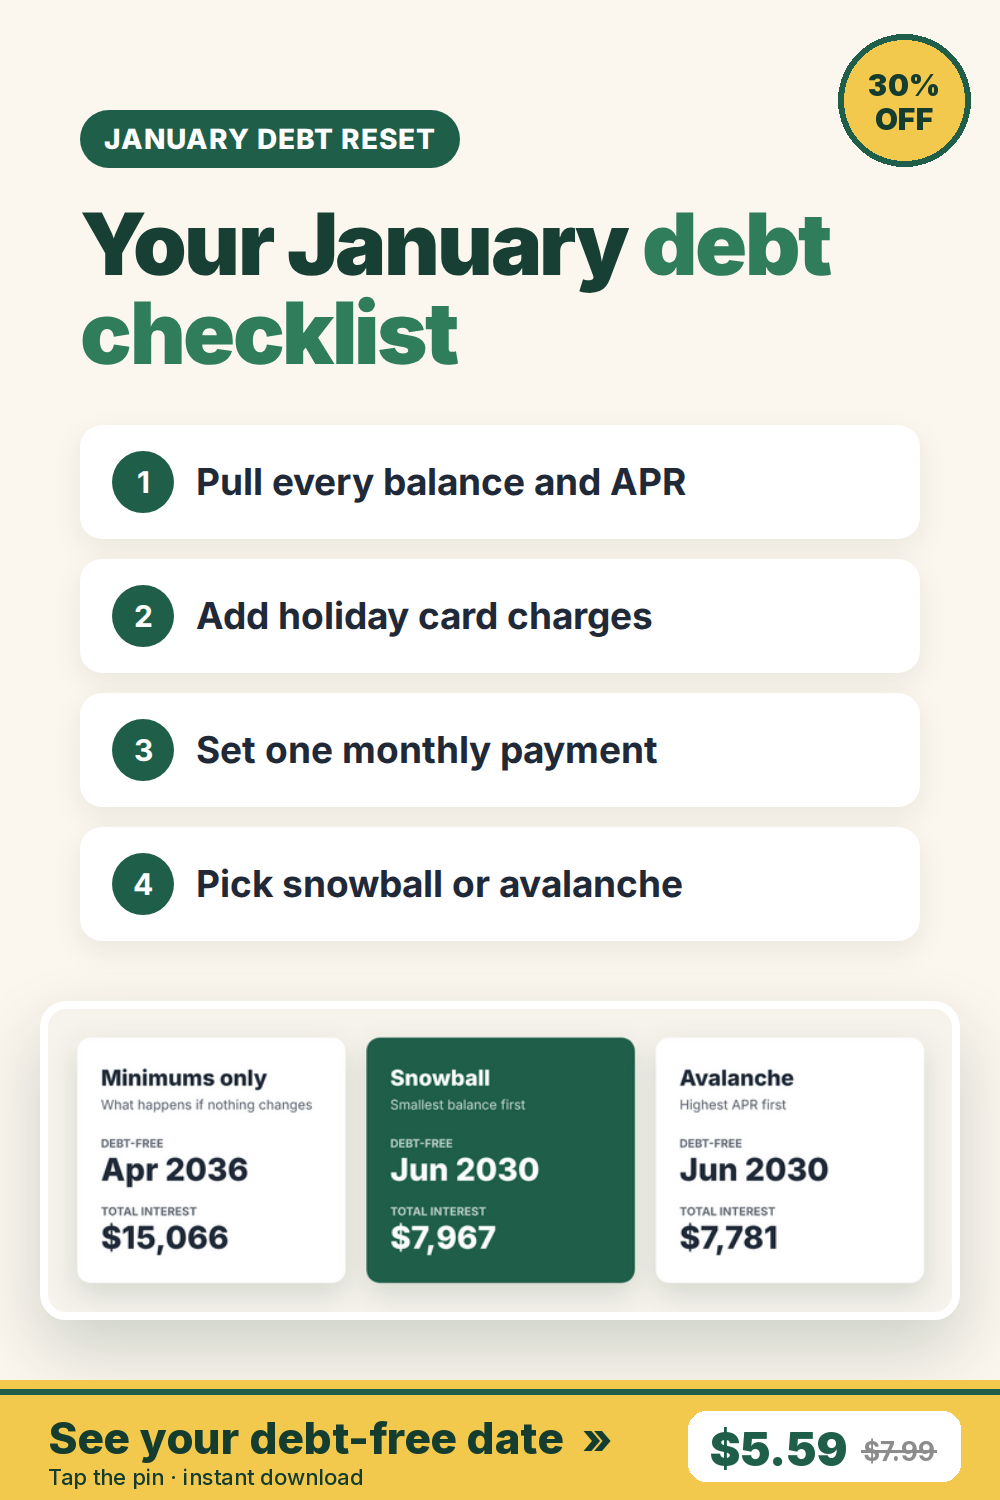 30%
OFF
JANUARY DEBT RESET
Your January debt
checklist
1 Pull every balance and APR
2 Add holiday card charges
3 Set one monthly payment
4 Pick snowball or avalanche
Minimums only
What happens if nothing changes
DEBT-FREE
Apr 2036
TOTAL INTEREST
$15,066
Snowball
Smallest balance first
DEBT-FREE
Jun 2030
TOTAL INTEREST
$7,967
Avalanche
Highest APR first
DEBT-FREE
Jun 2030
TOTAL INTEREST
$7,781
See your debt-free date »
Tap the pin · instant download
$5.59 $7.99